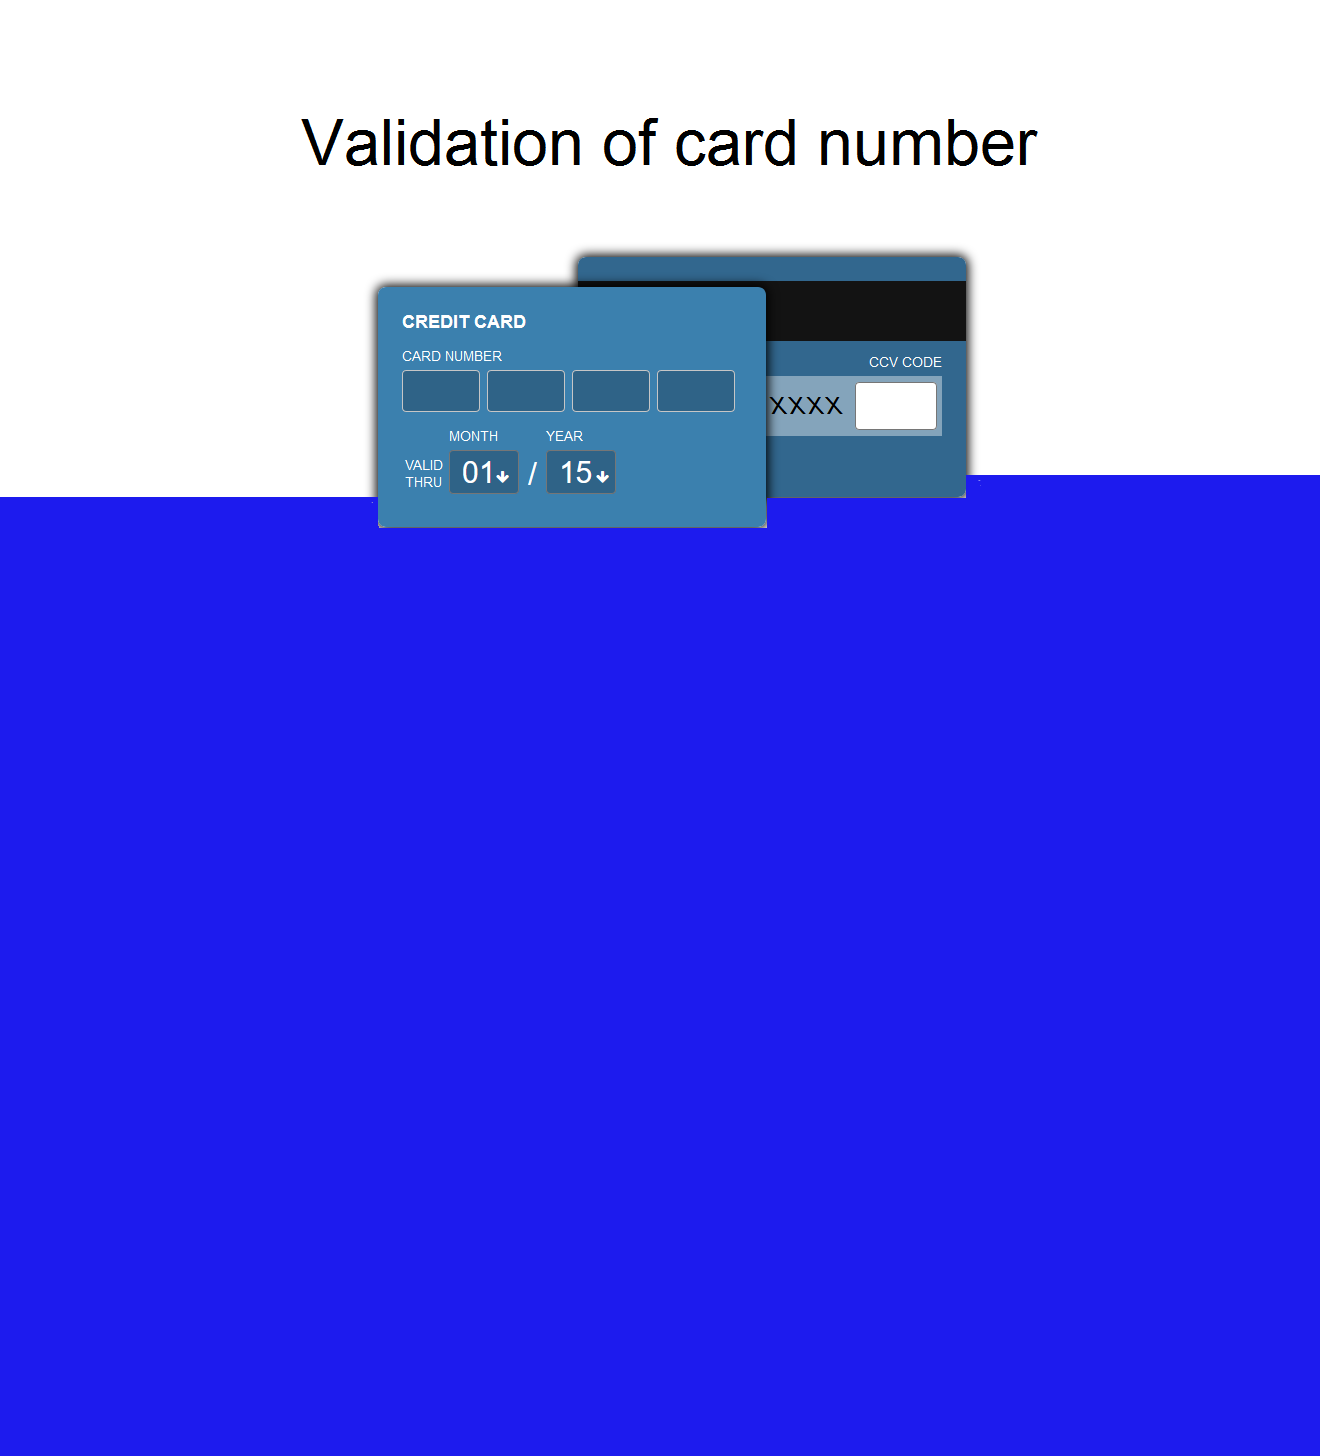 Validation of card number
CREDIT CARD
CARD NUMBER
CCV CODE
XXXX
MONTH YEAR
VALID
THRU
01 / 15